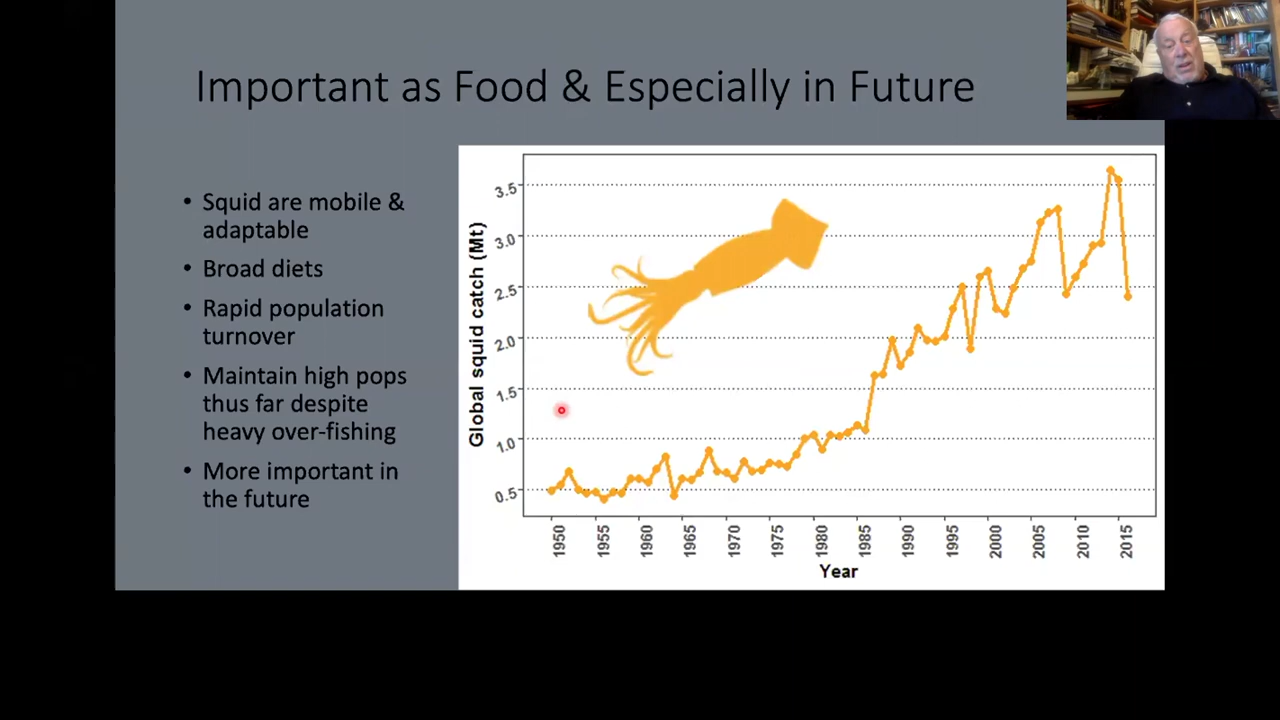 Important as Food & Especially in Future
• Squid are mobile &
adaptable
• Broad diets
• Rapid population
turnover
• Maintain high pops
thus far despite
heavy over-fishing
• More important in
the future
Global squid catch (Mt)
3.5
3.0
2.5
2.0
1.5
1.0
0.5
1950 1955 1960 1965 1970 1975 1980 1985 1990 1995 2000 2005 2010 2015
Year